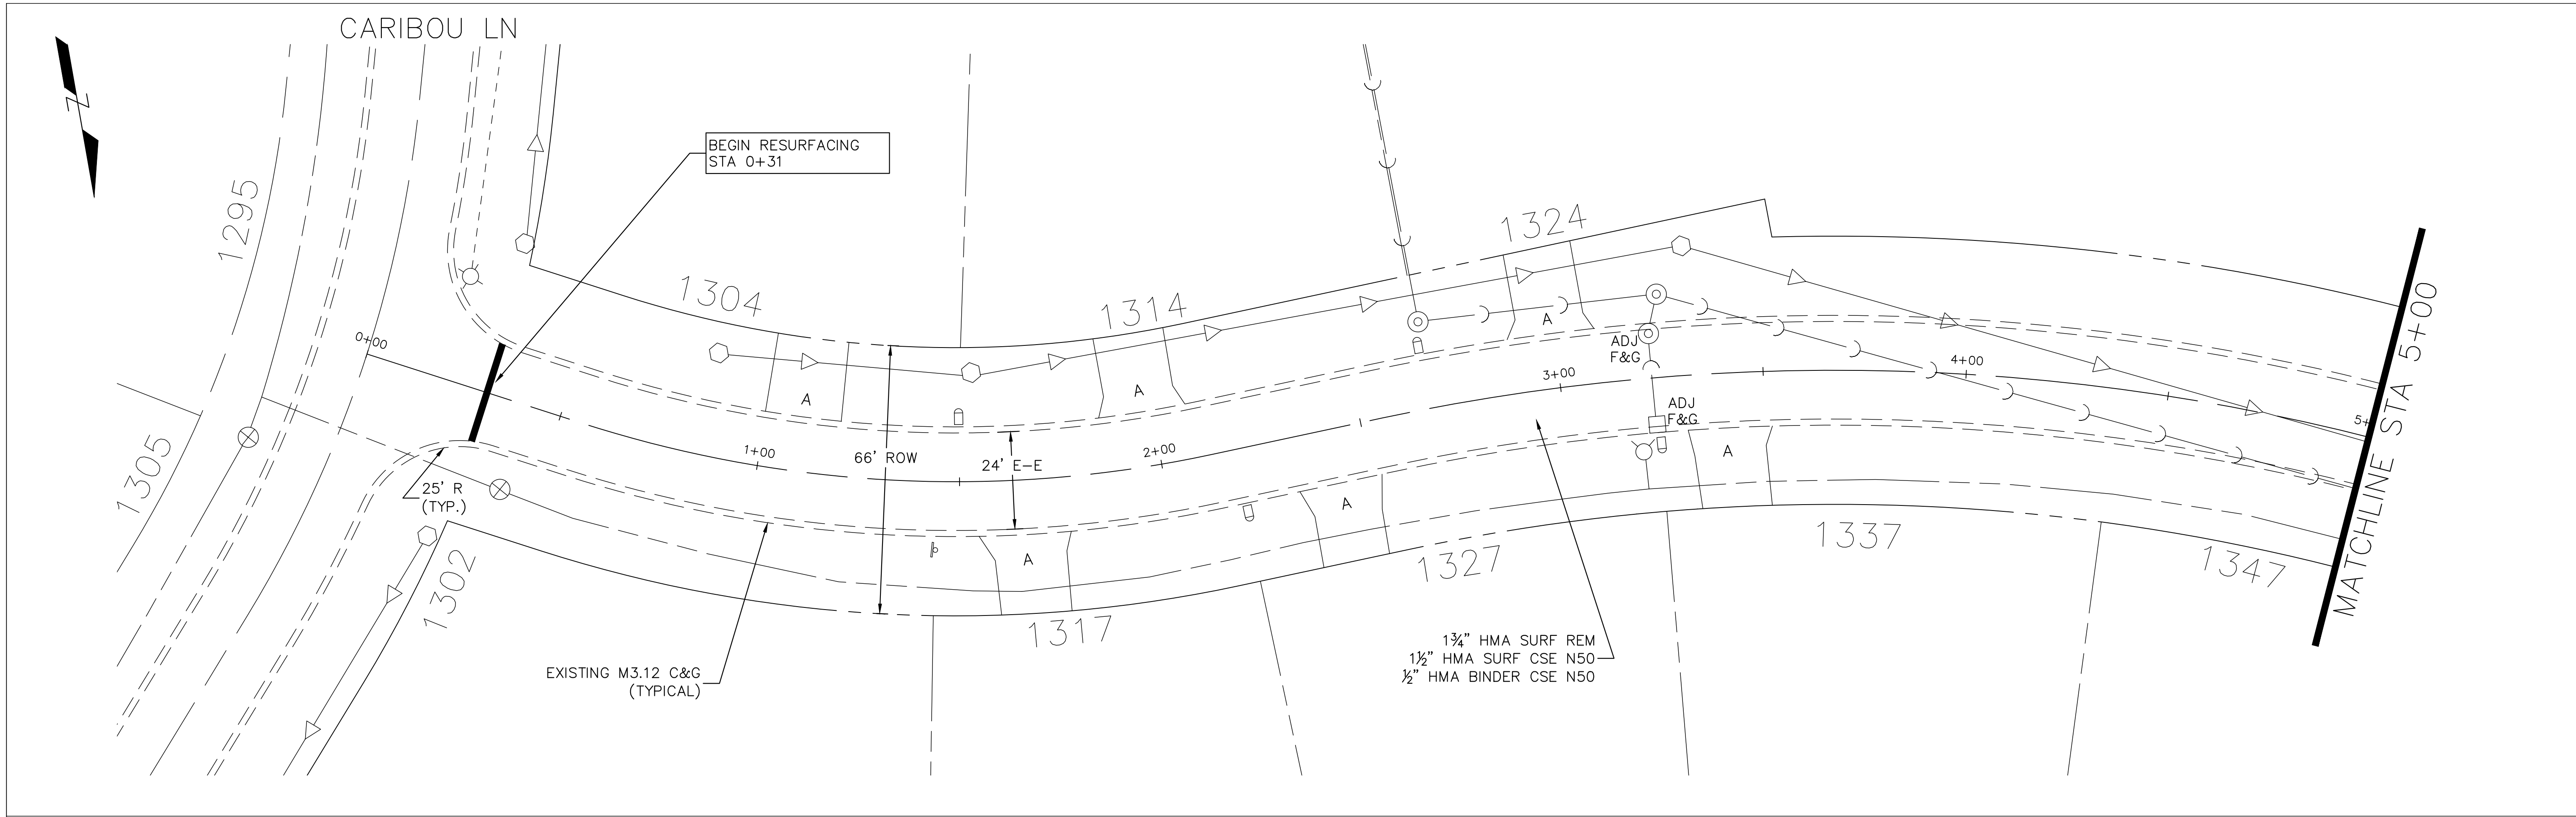 CARIBOU LN
N
BEGIN RESURFACING
STA 0+31
1295
1304
1314
1324
0+00
ADJ
F&G
3+00
4+00
A
A
A
ADJ
F&G
5+
MATCHLINE STA 5+00
1305
1+00
66' ROW
24' E-E
2+00
25' R
(TYP.)
A
A
A
1302
1317
1327
1337
1347
EXISTING M3.12 C&G
(TYPICAL)
1¾" HMA SURF REM
1½" HMA SURF CSE N50
½" HMA BINDER CSE N50